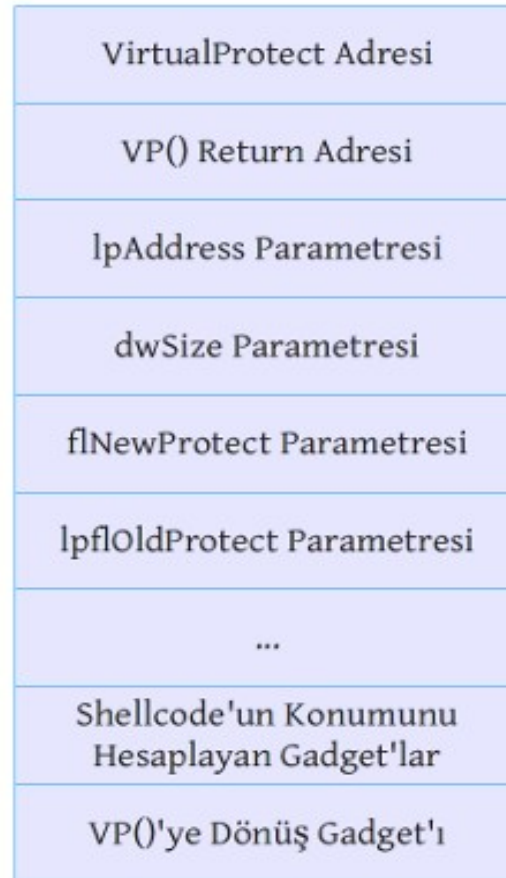 VirtualProtect Adresi
VP() Return Adresi
lpAddress Parametresi
dwSize Parametresi
flNewProtect Parametresi
lpflOldProtect Parametresi
...
Shellcode'un Konumunu
Hesaplayan Gadget'lar
VP()'ye Dönüş Gadget'ı